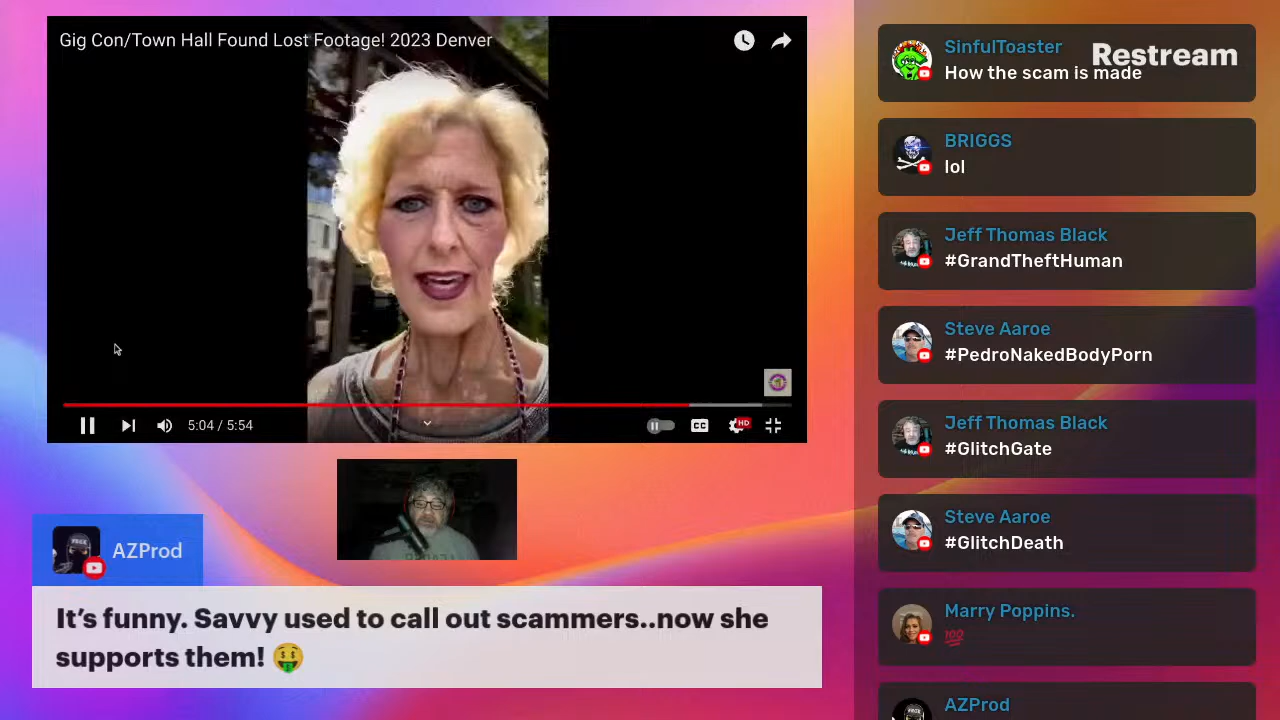 Gig Con/Town Hall Found Lost Footage! 2023 Denver
5:04 / 5:54
CC
HD
AZProd
It's funny. Savvy used to call out scammers..now she
supports them! 🤑
Restream
SinfulToaster
How the scam is made
BRIGGS
lol
Jeff Thomas Black
#GrandTheftHuman
Steve Aaroe
#PedroNakedBodyPorn
Jeff Thomas Black
#GlitchGate
Steve Aaroe
#GlitchDeath
Marry Poppins.
💯
AZProd